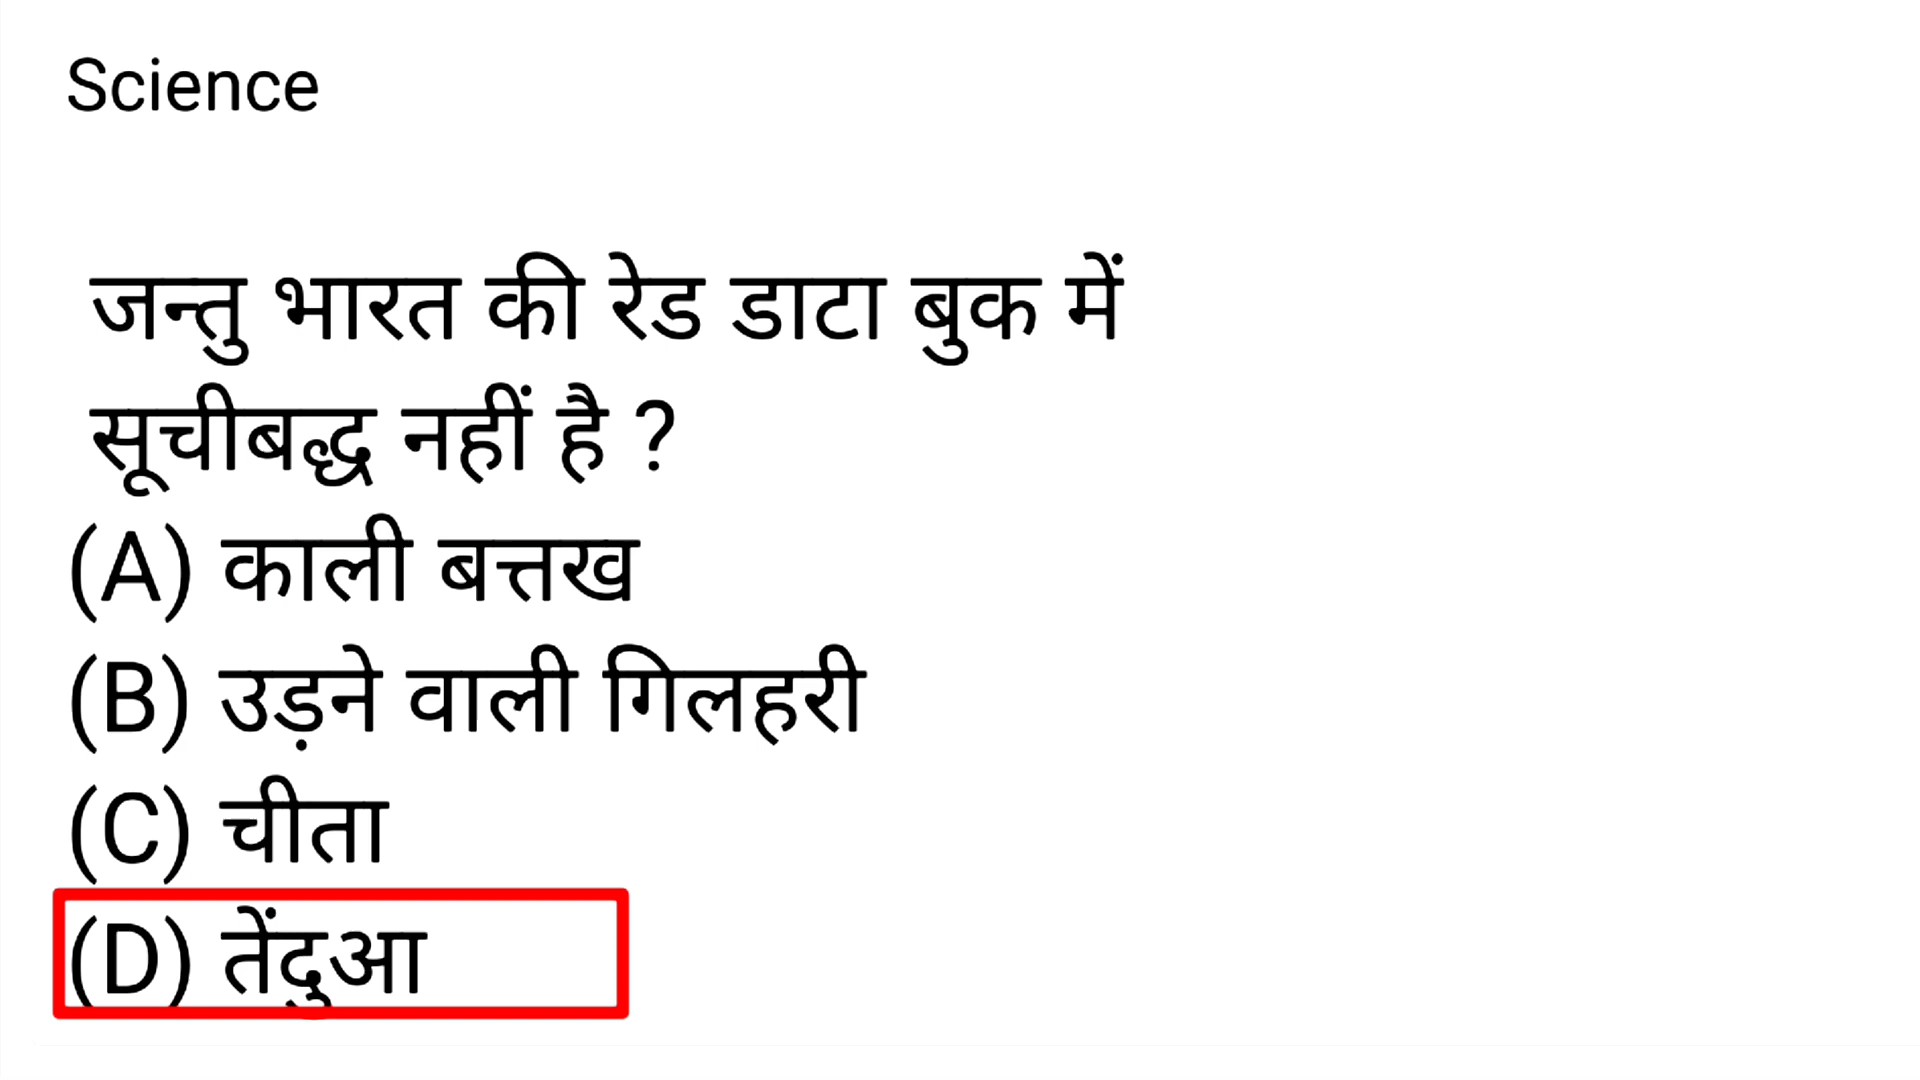 Science
जन्तु भारत की रेड डाटा बुक में
सूचीबद्ध नहीं है ?
(A) काली बत्तख
(B) उड़ने वाली गिलहरी
(C) चीता
(D) तेंदुआ